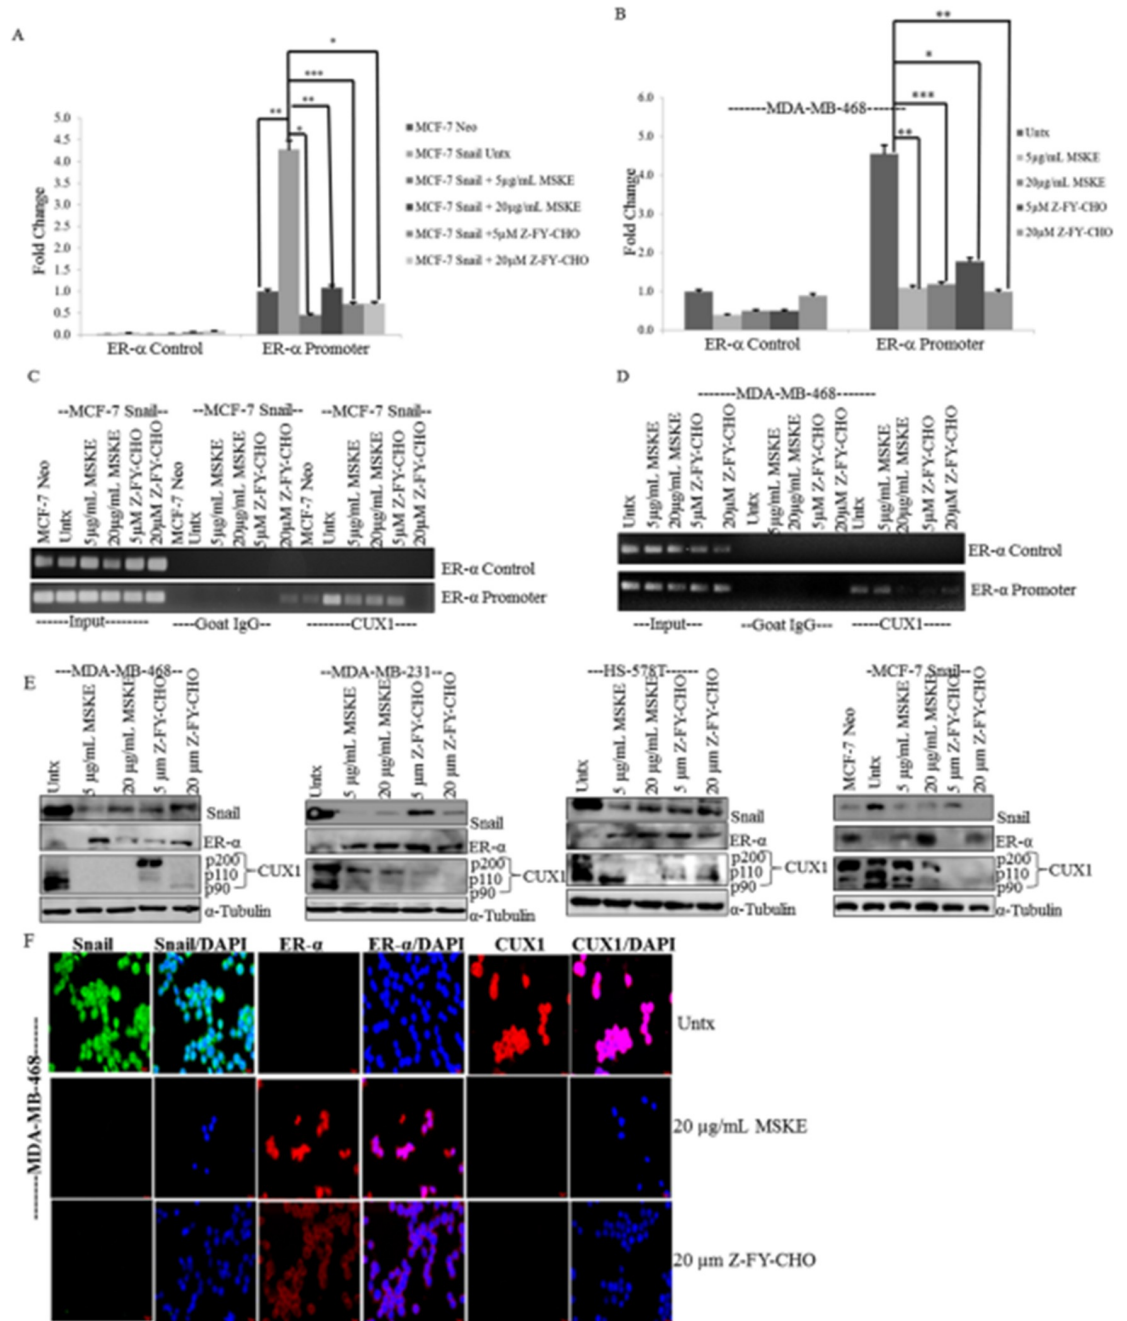 A
B
*
***
**
**
*
5.0
4.5
4.0
3.5
3.0
2.5
2.0
1.5
1.0
0.5
0.0
Fold Change
ER-α Control
ER-α Promoter
MCF-7 Neo
MCF-7 Snail Untx
MCF-7 Snail + 5µg/mL MSKE
MCF-7 Snail + 20µg/mL MSKE
MCF-7 Snail +5µM Z-FY-CHO
MCF-7 Snail + 20µM Z-FY-CHO
**
*
***
**
-------MDA-MB-468-------
6.0
5.0
4.0
3.0
2.0
1.0
0.0
Fold Change
ER-α Control
ER-α Promoter
Untx
5µg/mL MSKE
20µg/mL MSKE
5µM Z-FY-CHO
20µM Z-FY-CHO
C
--MCF-7 Snail--
--MCF-7 Snail--
--MCF-7 Snail--
MCF-7 Neo
Untx
5µg/mL MSKE
20µg/mL MSKE
5µM Z-FY-CHO
20µM Z-FY-CHO
MCF-7 Neo
Untx
5µg/mL MSKE
20µg/mL MSKE
5µM Z-FY-CHO
20µM Z-FY-CHO
MCF-7 Neo
Untx
5µg/mL MSKE
20µg/mL MSKE
5µM Z-FY-CHO
20µM Z-FY-CHO
ER-α Control
ER-α Promoter
------Input--------
----Goat IgG--
--------CUX1----
D
-------MDA-MB-468-------
Untx
5µg/mL MSKE
20µg/mL MSKE
5µM Z-FY-CHO
20µM Z-FY-CHO
Untx
5µg/mL MSKE
20µg/mL MSKE
5µM Z-FY-CHO
20µM Z-FY-CHO
Untx
5µg/mL MSKE
20µg/mL MSKE
5µM Z-FY-CHO
20µM Z-FY-CHO
ER-α Control
ER-α Promoter
---Input---
---Goat IgG---
-----CUX1-----
E
---MDA-MB-468--
Untx
5 µg/mL MSKE
20 µg/mL MSKE
5 µm Z-FY-CHO
20 µm Z-FY-CHO
Snail
ER-α
p200
p110
p90
CUX1
α-Tubulin
--MDA-MB-231--
Untx
5 µg/mL MSKE
20 µg/mL MSKE
5 µm Z-FY-CHO
20 µm Z-FY-CHO
Snail
ER-α
p200
p110
p90
CUX1
α-Tubulin
---HS-578T------
Untx
5 µg/mL MSKE
20 µg/mL MSKE
5 µm Z-FY-CHO
20 µm Z-FY-CHO
Snail
ER-α
p200
p110
p90
CUX1
α-Tubulin
-MCF-7 Snail--
MCF-7 Neo
Untx
5 µg/mL MSKE
20 µg/mL MSKE
5 µm Z-FY-CHO
20 µm Z-FY-CHO
Snail
ER-α
p200
p110
p90
CUX1
α-Tubulin
F
Snail
Snail/DAPI
ER-α
ER-α/DAPI
CUX1
CUX1/DAPI
-------MDA-MB-468-------
Untx
20 µg/mL MSKE
20 µm Z-FY-CHO